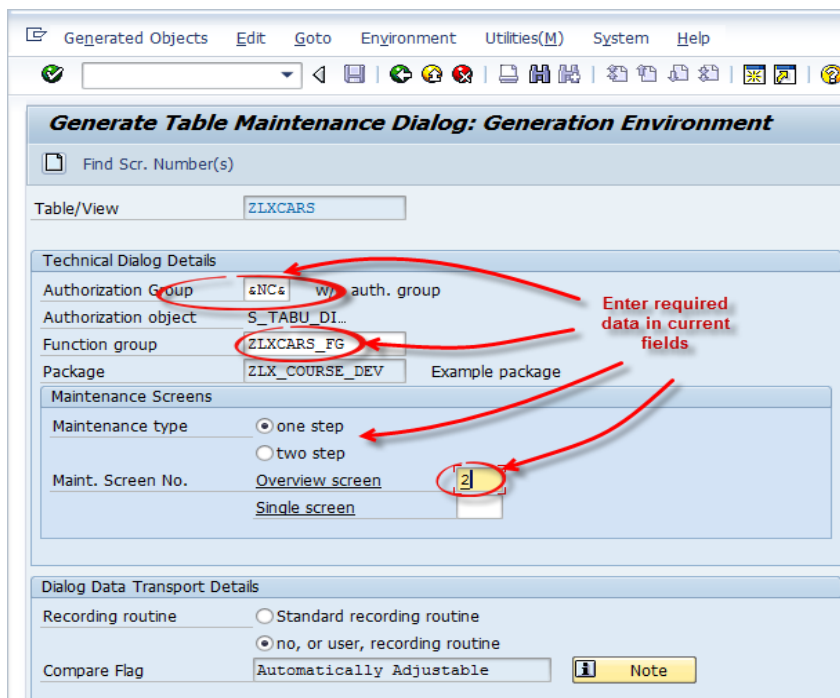 Generated Objects Edit Goto Environment Utilities(M) System Help
Generate Table Maintenance Dialog: Generation Environment
Find Scr. Number(s)
Table/View ZLXCARS
Technical Dialog Details
Authorization Group &NC& auth. group
Authorization object S_TABU_DI...
Function group ZLXCARS_FG
Package ZLX_COURSE_DEV Example package
Enter required
data in current
fields
Maintenance Screens
Maintenance type one step
two step
Maint. Screen No. Overview screen 2
Single screen
Dialog Data Transport Details
Recording routine Standard recording routine
no, or user, recording routine
Compare Flag Automatically Adjustable Note